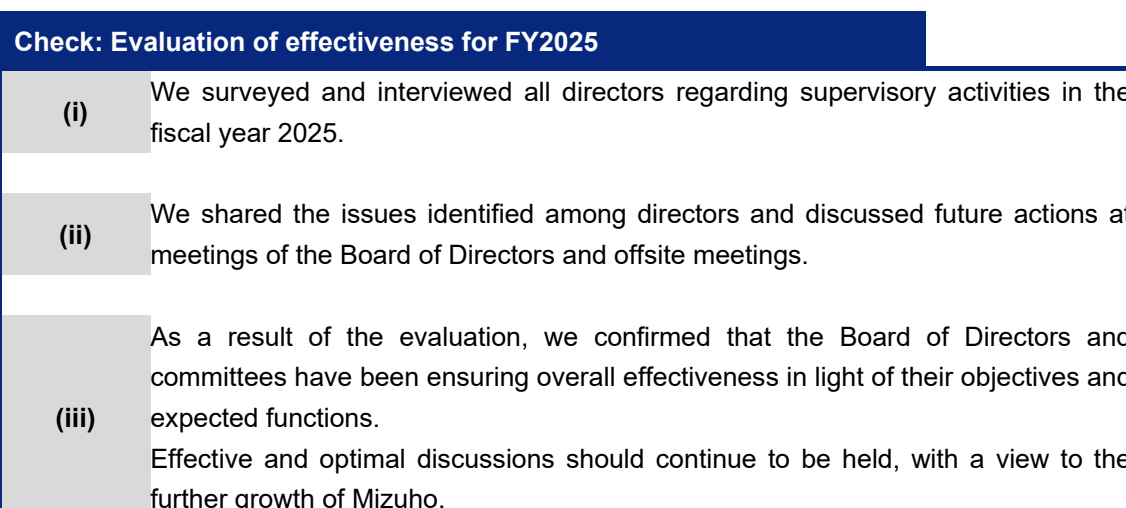 Check: Evaluation of effectiveness for FY2025
(i)
We surveyed and interviewed all directors regarding supervisory activities in the
fiscal year 2025.
(ii)
We shared the issues identified among directors and discussed future actions at
meetings of the Board of Directors and offsite meetings.
(iii)
As a result of the evaluation, we confirmed that the Board of Directors and
committees have been ensuring overall effectiveness in light of their objectives and
expected functions.
Effective and optimal discussions should continue to be held, with a view to the
further growth of Mizuho.